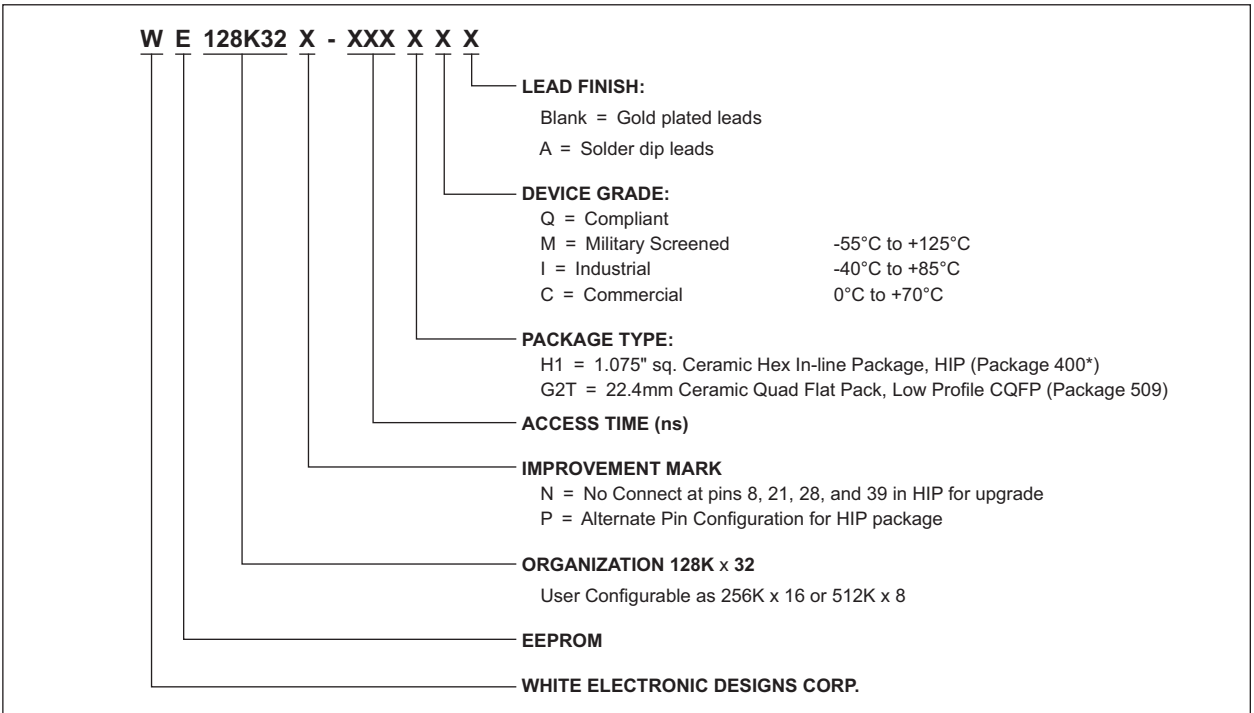 W E 128K32 X - XXX X X X
LEAD FINISH:
Blank = Gold plated leads
A = Solder dip leads
DEVICE GRADE:
Q = Compliant
M = Military Screened -55°C to +125°C
I = Industrial -40°C to +85°C
C = Commercial 0°C to +70°C
PACKAGE TYPE:
H1 = 1.075" sq. Ceramic Hex In-line Package, HIP (Package 400*)
G2T = 22.4mm Ceramic Quad Flat Pack, Low Profile CQFP (Package 509)
ACCESS TIME (ns)
IMPROVEMENT MARK
N = No Connect at pins 8, 21, 28, and 39 in HIP for upgrade
P = Alternate Pin Configuration for HIP package
ORGANIZATION 128K x 32
User Configurable as 256K x 16 or 512K x 8
EEPROM
WHITE ELECTRONIC DESIGNS CORP.